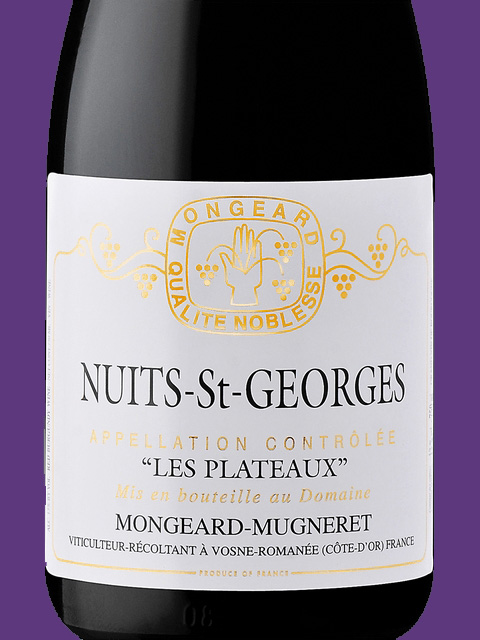 MONGEARD
QUALITE NOBLESSE
NUITS-St-GEORGES
APPELLATION CONTRÔLÉE
“LES PLATEAUX”
Mis en bouteille au Domaine
MONGEARD-MUGNERET
VITICULTEUR-RÉCOLTANT À VOSNE-ROMANÉE (CÔTE-D'OR) FRANCE
PRODUCE OF FRANCE